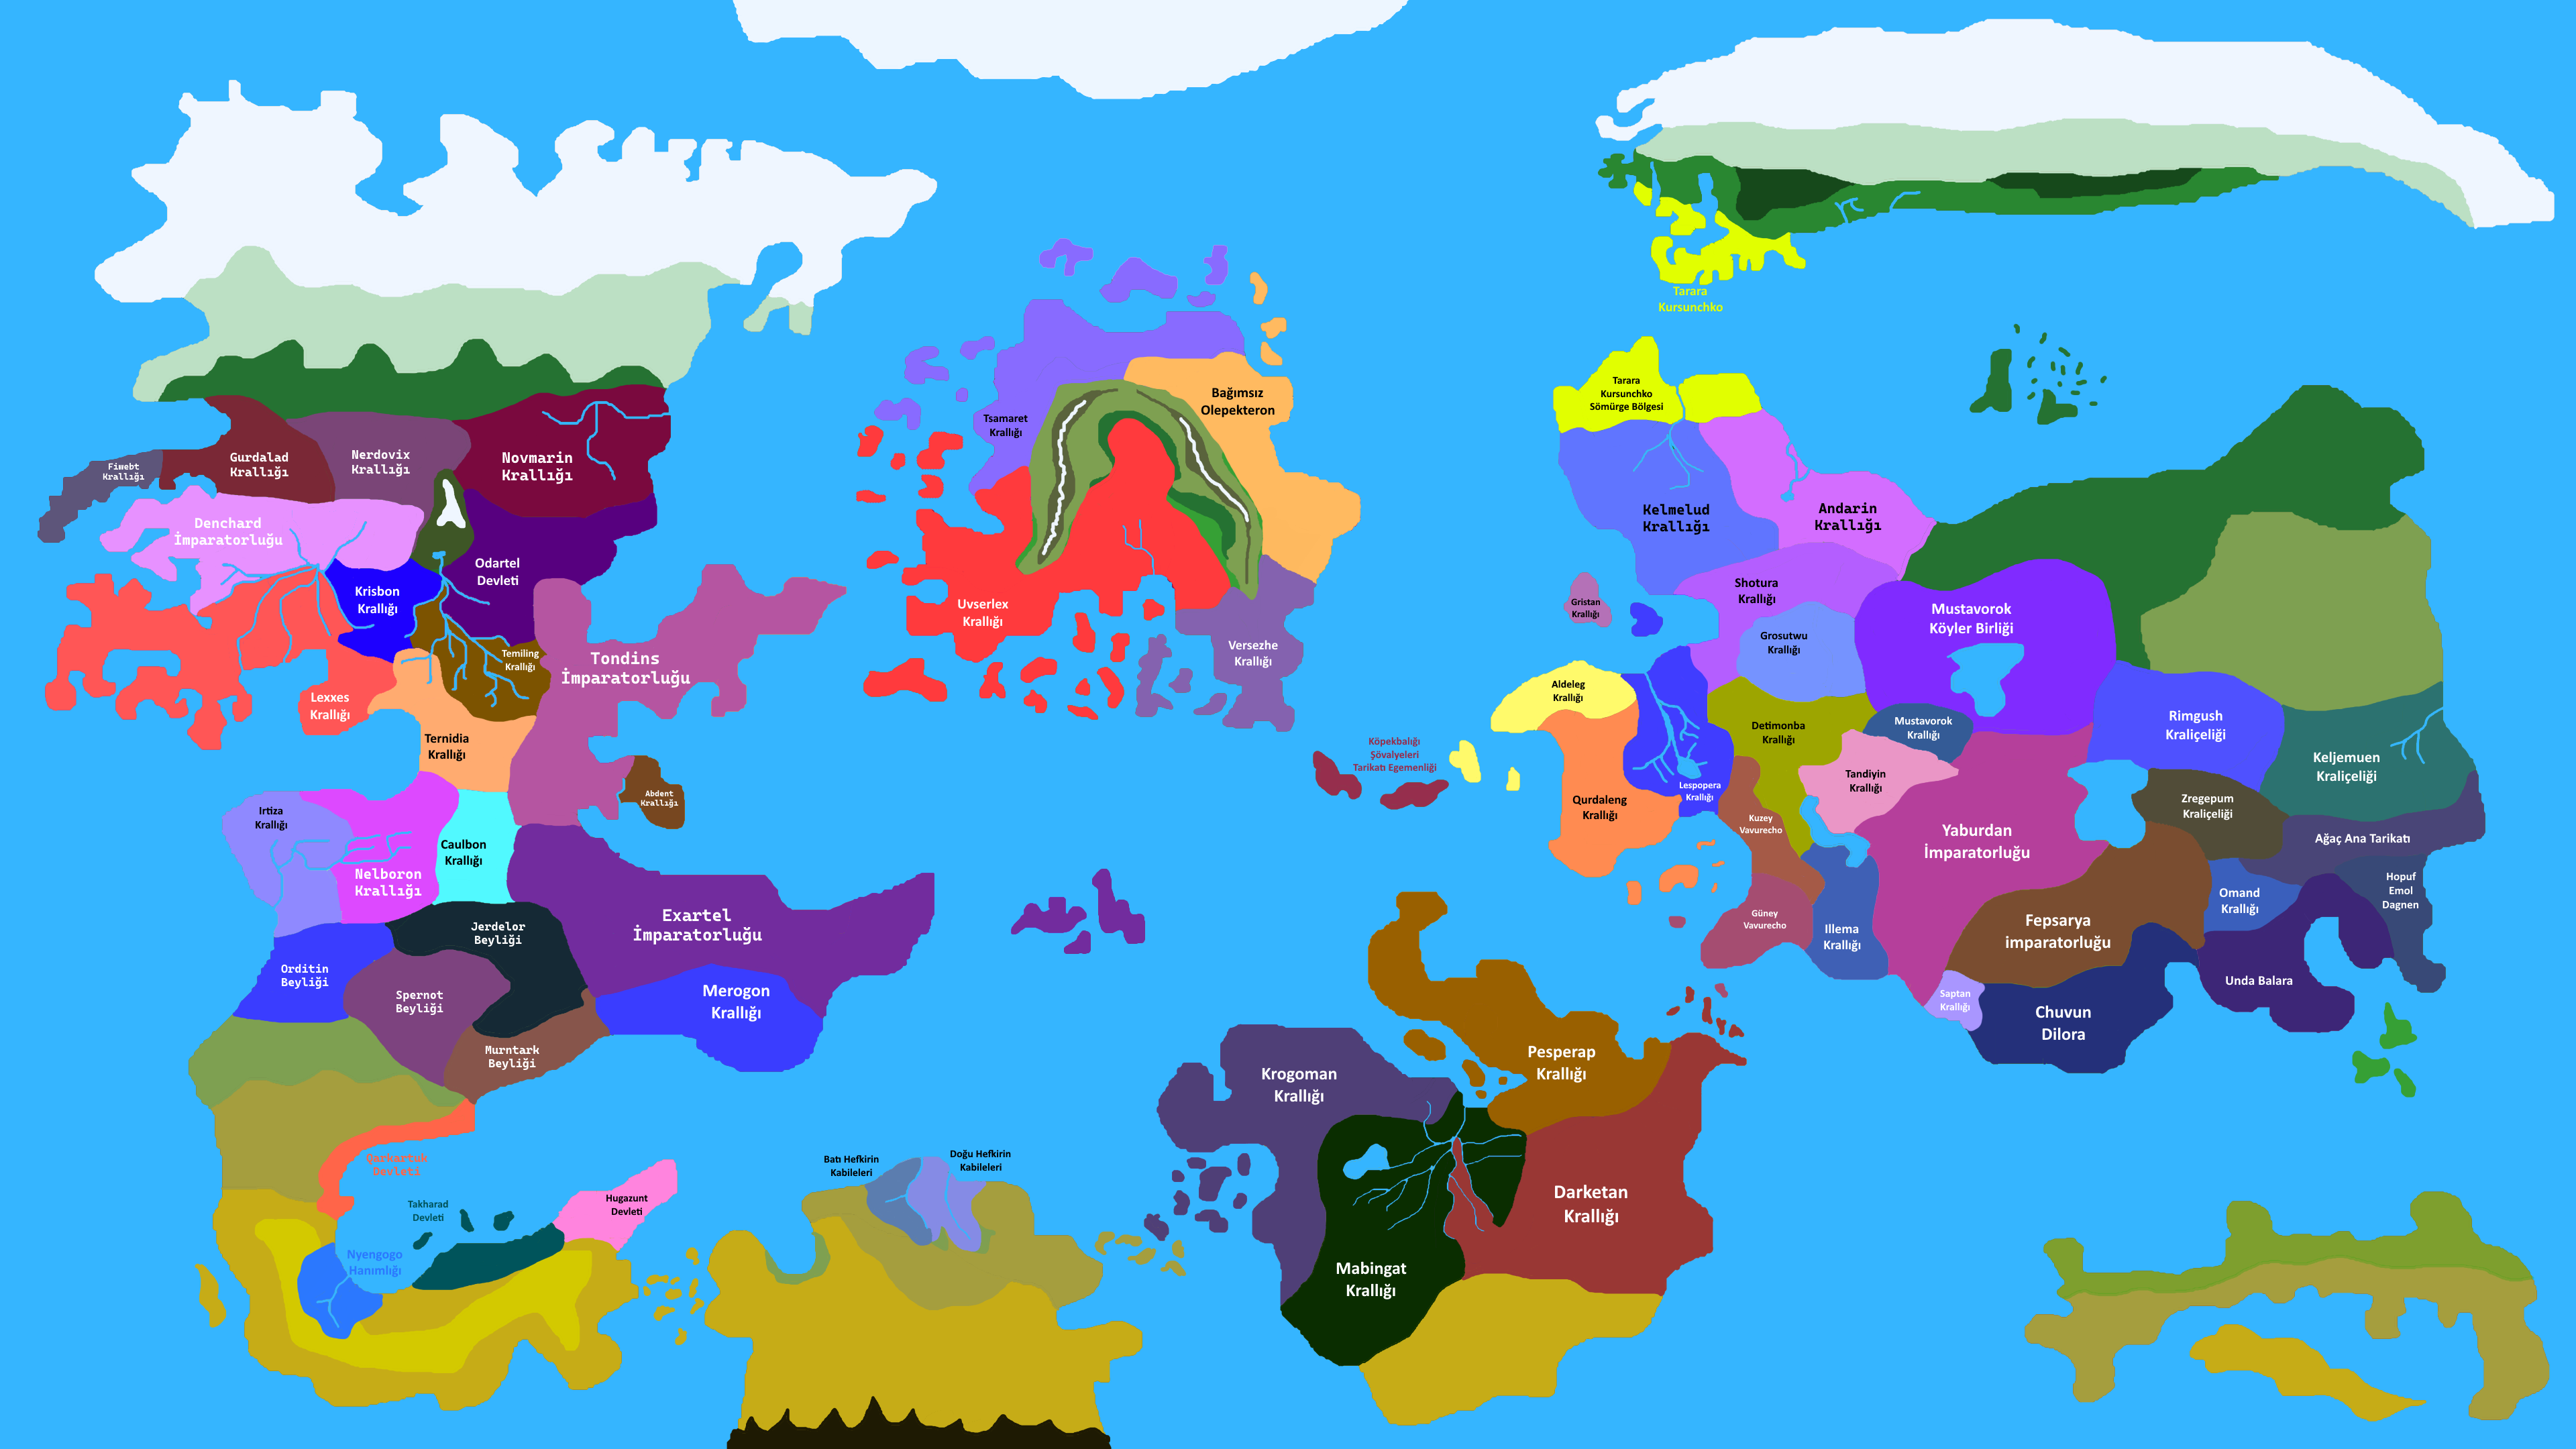 Tarara
Kursunchko
Tarara
Kursunchko
Sömürge Bölgesi
Fimebt
Krallığı
Gurdalad
Krallığı
Nerdovix
Krallığı
Novmarin
Krallığı
Denchard
İmparatorluğu
Krisbon
Krallığı
Odartel
Devleti
Lexxes
Krallığı
Temiling
Krallığı
Tondins
İmparatorluğu
Ternidia
Krallığı
Abdent
Krallığı
Irtiza
Krallığı
Nelboron
Krallığı
Caulbon
Krallığı
Exartel
İmparatorluğu
Jerdelor
Beyliği
Orditin
Beyliği
Spernot
Beyliği
Merogon
Krallığı
Murntark
Beyliği
Qarkartuk
Devleti
Takharad
Devleti
Hugazunt
Devleti
Nyengogo
Hanımlığı
Tsamaret
Krallığı
Bağımsız
Olepekteron
Uvserlex
Krallığı
Versezhe
Krallığı
Batı Hefkirin
Kabileleri
Doğu Hefkirin
Kabileleri
Krogoman
Krallığı
Pesperap
Krallığı
Darketan
Krallığı
Mabingat
Krallığı
Kelmelud
Krallığı
Andarin
Krallığı
Gristan
Krallığı
Shotura
Krallığı
Grosutwu
Krallığı
Mustavorok
Köyler Birliği
Aldeleg
Krallığı
Detimonba
Krallığı
Mustavorok
Krallığı
Köpekbalığı
Şövalyeleri
Tarikatı Egemenliği
Qurdaleng
Krallığı
Lespopera
Krallığı
Tandiyin
Krallığı
Kuzey
Vavurecho
Güney
Vavurecho
Illema
Krallığı
Yaburdan
İmparatorluğu
Rimgush
Kraliçeliği
Keljemuen
Kraliçeliği
Zregepum
Kraliçeliği
Ağaç Ana Tarikatı
Hopuf
Emol
Dagnen
Omand
Krallığı
Fepsarya
imparatorluğu
Unda Balara
Saptan
Krallığı
Chuvun
Dilora